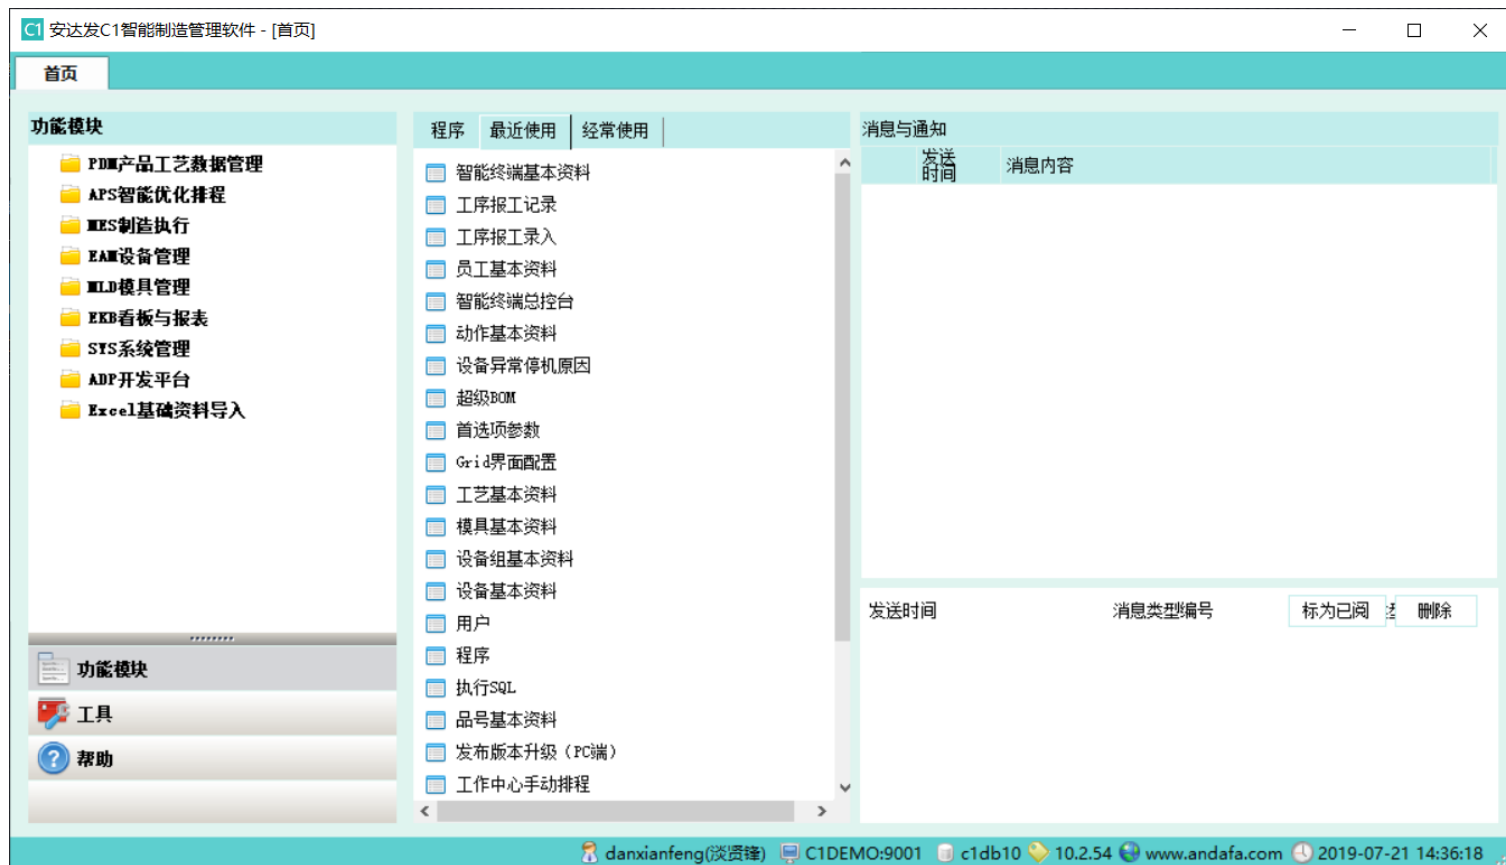 C1 安达发C1智能制造管理软件 - [首页]
首页
功能模块
PDM产品工艺数据管理
APS智能优化排程
MES制造执行
EAM设备管理
MLD模具管理
EKB看板与报表
SYS系统管理
ADP开发平台
Excel基础资料导入
功能模块
工具
帮助
程序 最近使用 经常使用
智能终端基本资料
工序报工记录
工序报工录入
员工基本资料
智能终端总控台
动作基本资料
设备异常停机原因
超级BOM
首选项参数
Grid界面配置
工艺基本资料
模具基本资料
设备组基本资料
设备基本资料
用户
程序
执行SQL
品号基本资料
发布版本升级（PC端）
工作中心手动排程
消息与通知
发送
时间
消息内容
发送时间 消息类型编号 标为已阅 删除
danxianfeng(淡贤锋) C1DEMO:9001 c1db10 10.2.54 www.andafa.com 2019-07-21 14:36:18